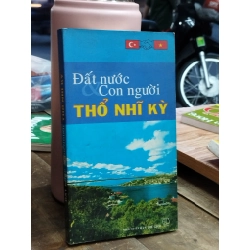 Đất nước
& Con người
THỔ NHĨ KỲ